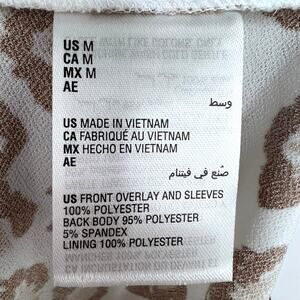 US M
CA M
MX M
AE
وسط
US MADE IN VIETNAM
CA FABRIQUÉ AU VIETNAM
MX HECHO EN VIETNAM
AE
صُنع في فيتنام
US FRONT OVERLAY AND SLEEVES
100% POLYESTER
BACK BODY 95% POLYESTER
5% SPANDEX
LINING 100% POLYESTER